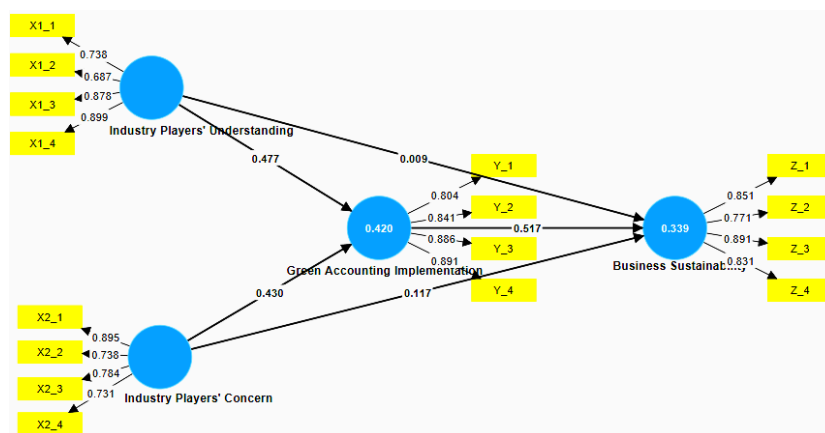 X1_1
0.738
X1_2
0.687
X1_3
0.878
0.899
X1_4
Industry Players' Understanding
0.477
0.009
Y_1
0.804
Y_2
0.841
0.420
0.517
0.886
Y_3
0.891
Y_4
Green Accounting Implementation
Z_1
0.851
Z_2
0.771
0.339
0.891
Z_3
0.831
Z_4
Business Sustainability
0.430
0.117
X2_1
0.895
X2_2
0.738
0.784
X2_3
0.731
X2_4
Industry Players' Concern